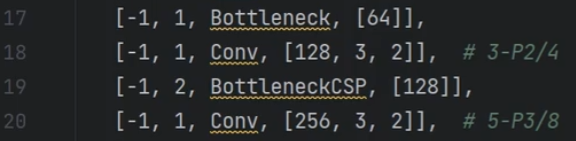 17 [-1, 1, Bottleneck, [64]],
18 [-1, 1, Conv, [128, 3, 2]], # 3-P2/4
19 [-1, 2, BottleneckCSP, [128]],
20 [-1, 1, Conv, [256, 3, 2]], # 5-P3/8